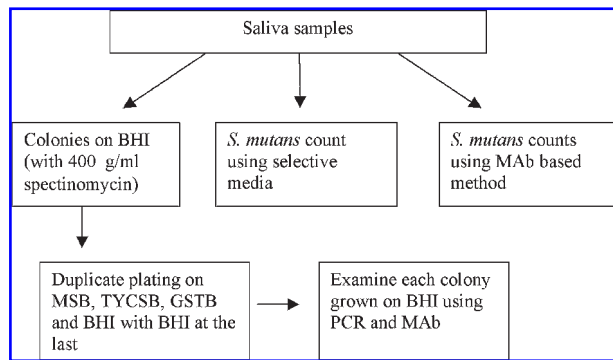 Saliva samples
Colonies on BHI
(with 400 g/ml
spectinomycin)
S. mutans count
using selective
media
S. mutans counts
using MAb based
method
Duplicate plating on
MSB, TYCSB, GSTB
and BHI with BHI at the
last
Examine each colony
grown on BHI using
PCR and MAb